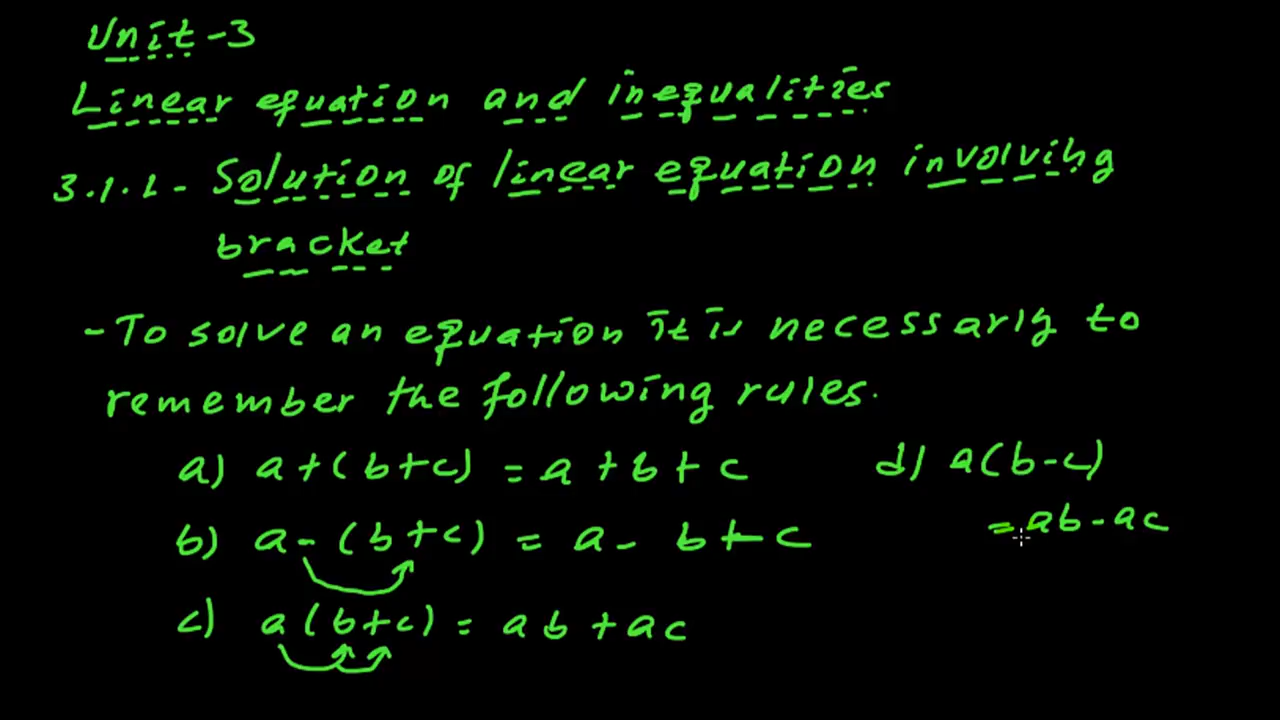 Unit-3
Linear equation and inequalities
3.1.1- Solution of linear equation involving
bracket
- To solve an equation it is necessarly to
remember the following rules.
a) a+(b+c) = a+b+c
b) a-(b+c) = a- b+c
c) a(b+c) = ab+ac
d) a(b-c)
= ab-ac